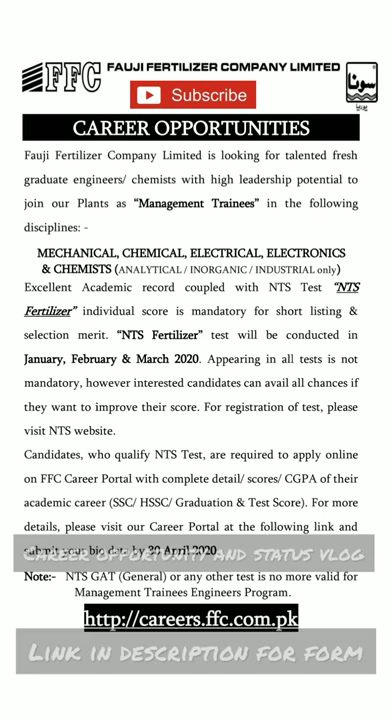 FFC FAUJI FERTILIZER COMPANY LIMITED
سونا
Subscribe
CAREER OPPORTUNITIES
Fauji Fertilizer Company Limited is looking for talented fresh
graduate engineers/ chemists with high leadership potential to
join our Plants as “Management Trainees” in the following
disciplines: -
MECHANICAL, CHEMICAL, ELECTRICAL, ELECTRONICS
& CHEMISTS (ANALYTICAL / INORGANIC / INDUSTRIAL only)
Excellent Academic record coupled with NTS Test “NTS
Fertilizer” individual score is mandatory for short listing &
selection merit. “NTS Fertilizer” test will be conducted in
January, February & March 2020. Appearing in all tests is not
mandatory, however interested candidates can avail all chances if
they want to improve their score. For registration of test, please
visit NTS website.
Candidates, who qualify NTS Test, are required to apply online
on FFC Career Portal with complete detail/ scores/ CGPA of their
academic career (SSC/ HSSC/ Graduation & Test Score). For more
details, please visit our Career Portal at the following link and
submit your bio data by 30 April 2020
Career opportunity and status vlog
Note:- NTS GAT (General) or any other test is no more valid for
Management Trainees Engineers Program.
http://careers.ffc.com.pk
Link in description for form